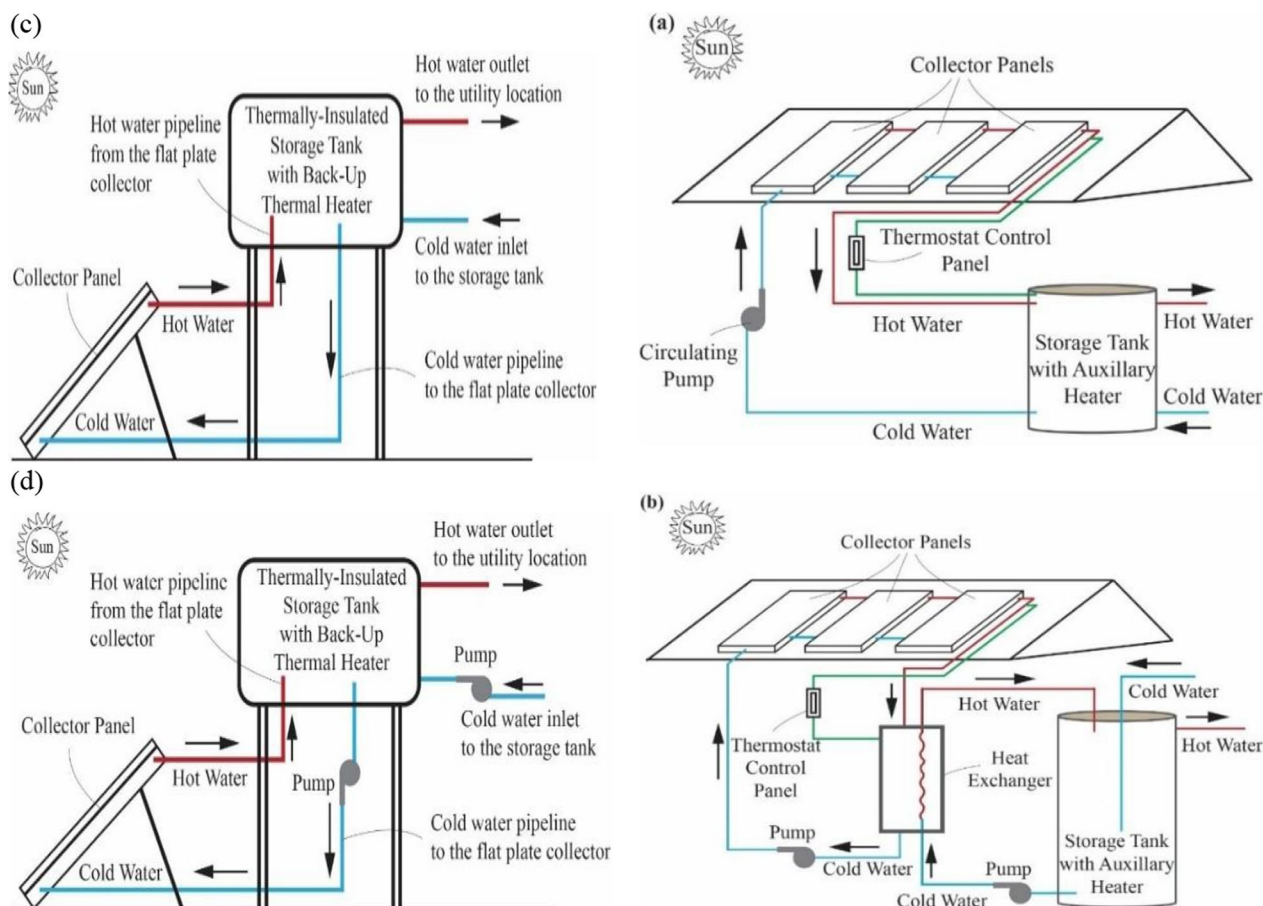 (c)
Sun
Hot water outlet
to the utility location
Hot water pipeline
from the flat plate
collector
Thermally-Insulated
Storage Tank
with Back-Up
Thermal Heater
Cold water inlet
to the storage tank
Collector Panel
Hot Water
Cold water pipeline
to the flat plate collector
Cold Water
(a)
Sun
Collector Panels
Thermostat Control
Panel
Hot Water
Hot Water
Circulating
Pump
Storage Tank
with Auxillary
Heater
Cold Water
Cold Water
(d)
Sun
Hot water outlet
to the utility location
Hot water pipeline
from the flat plate
collector
Thermally-Insulated
Storage Tank
with Back-Up
Thermal Heater
Pump
Cold water inlet
to the storage tank
Collector Panel
Hot Water
Pump
Cold water pipeline
to the flat plate collector
Cold Water
(b)
Sun
Collector Panels
Cold Water
Hot Water
Hot Water
Thermostat
Control
Panel
Heat
Exchanger
Pump
Cold Water
Pump
Cold Water
Storage Tank
with Auxillary
Heater